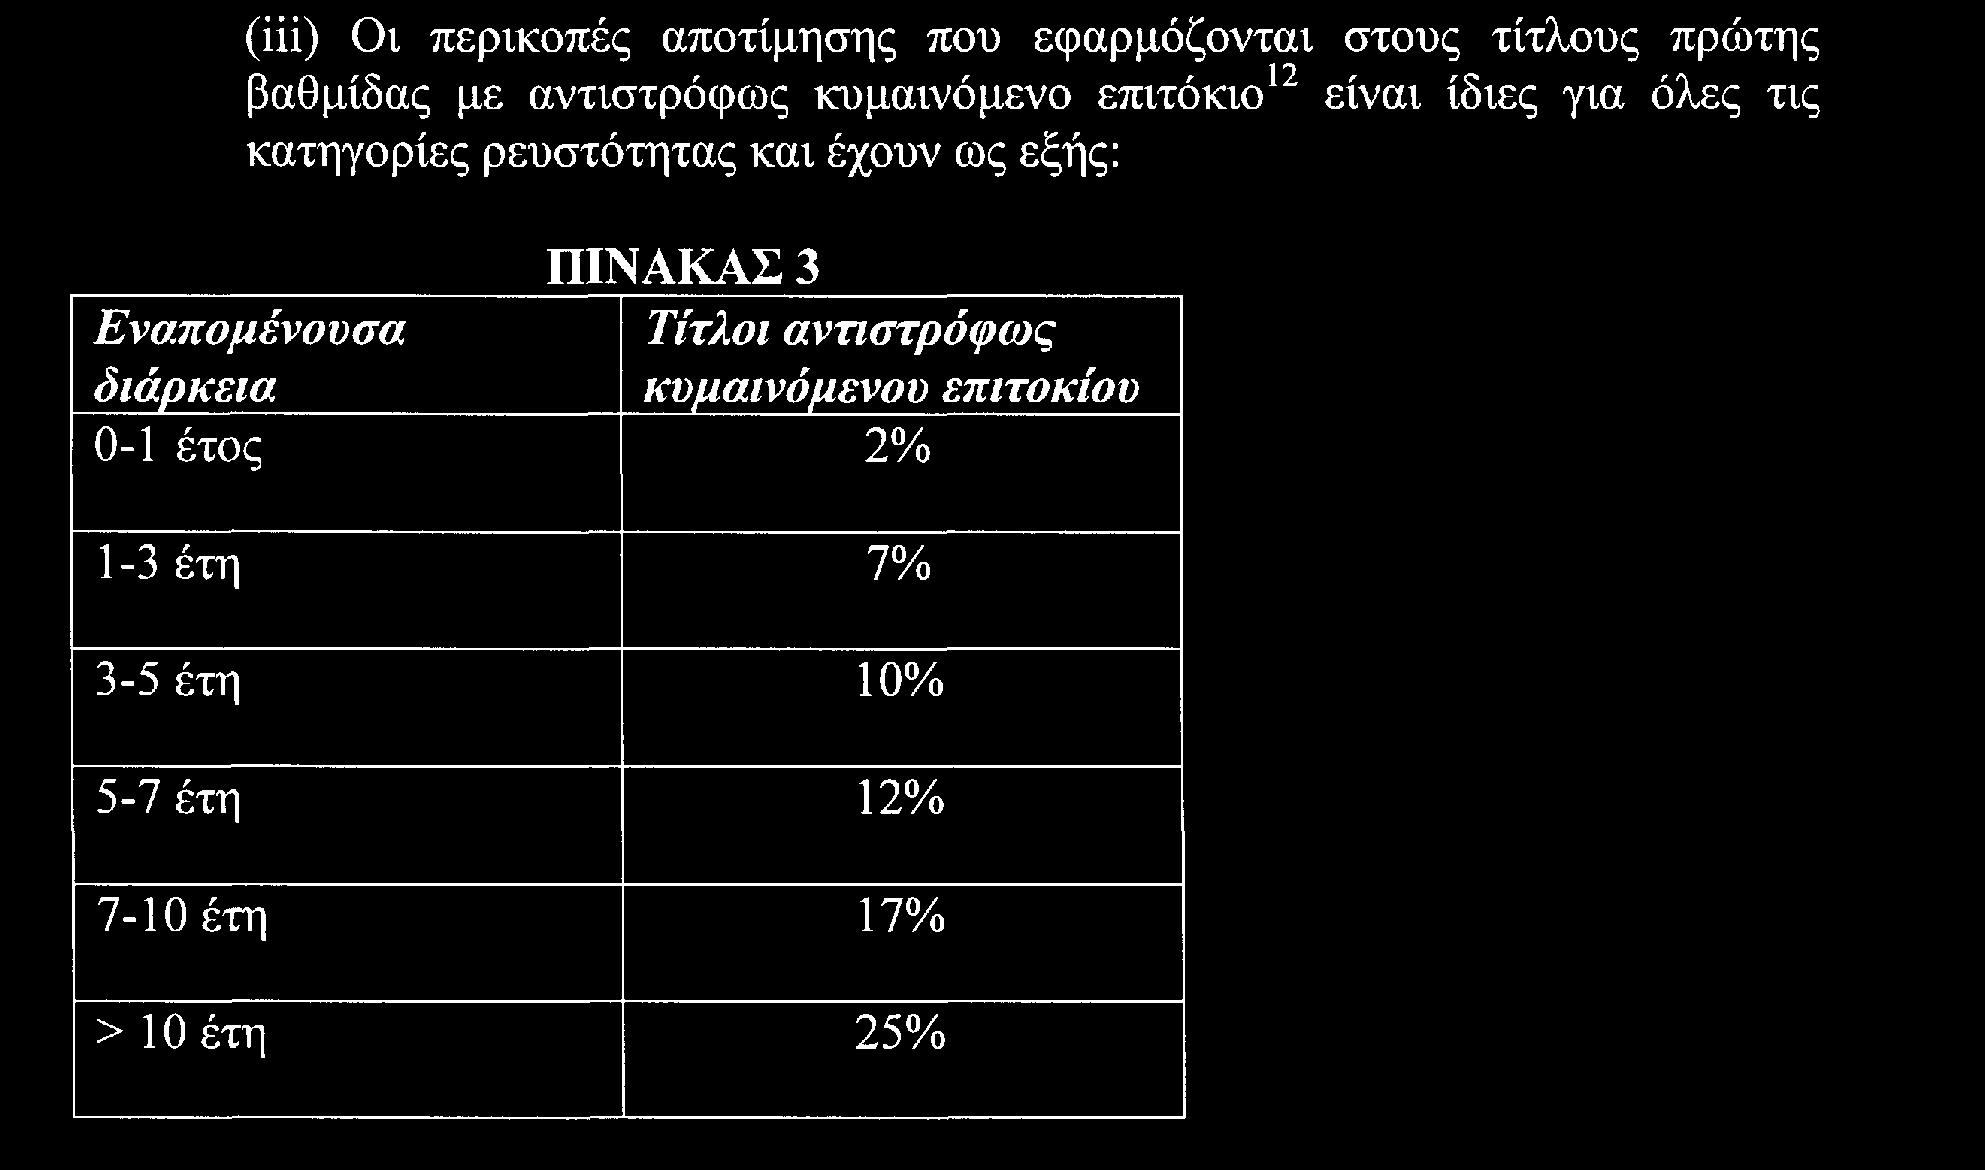 (iii) Οι περικοπές αποτίμησης που εφαρμόζονται στους τίτλους πρώτης
βαθμίδας με αντιστρόφως κυμαινόμενο επιτόκιο12 είναι ίδιες για όλες τις
κατηγορίες ρευστότητας και έχουν ως εξής:
ΠΙΝΑΚΑΣ 3
Εναπομένουσα διάρκεια Τίτλοι αντιστρόφως κυμαινόμενου επιτοκίου
0-1 έτος 2%
1-3 έτη 7%
3-5 έτη 10%
5-7 έτη 12%
7-10 έτη 17%
> 10 έτη 25%